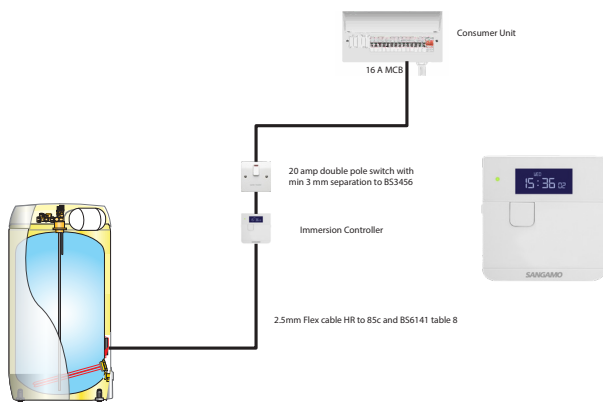 Consumer Unit
16 A MCB
20 amp double pole switch with
min 3 mm separation to BS3456
Immersion Controller
2.5mm Flex cable HR to 85c and BS6141 table 8
WED
15:36 02
SANGAMO